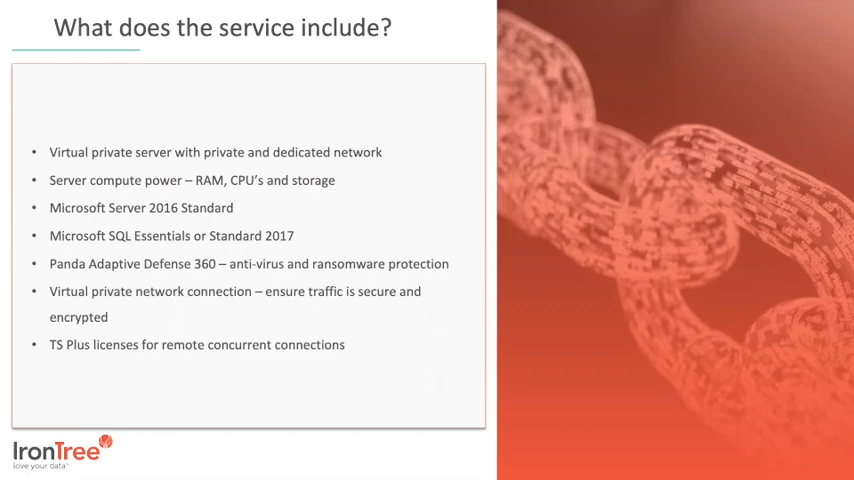 What does the service include?
• Virtual private server with private and dedicated network
• Server compute power – RAM, CPU's and storage
• Microsoft Server 2016 Standard
• Microsoft SQL Essentials or Standard 2017
• Panda Adaptive Defense 360 – anti-virus and ransomware protection
• Virtual private network connection – ensure traffic is secure and
encrypted
• TS Plus licenses for remote concurrent connections
IronTree
love your data™